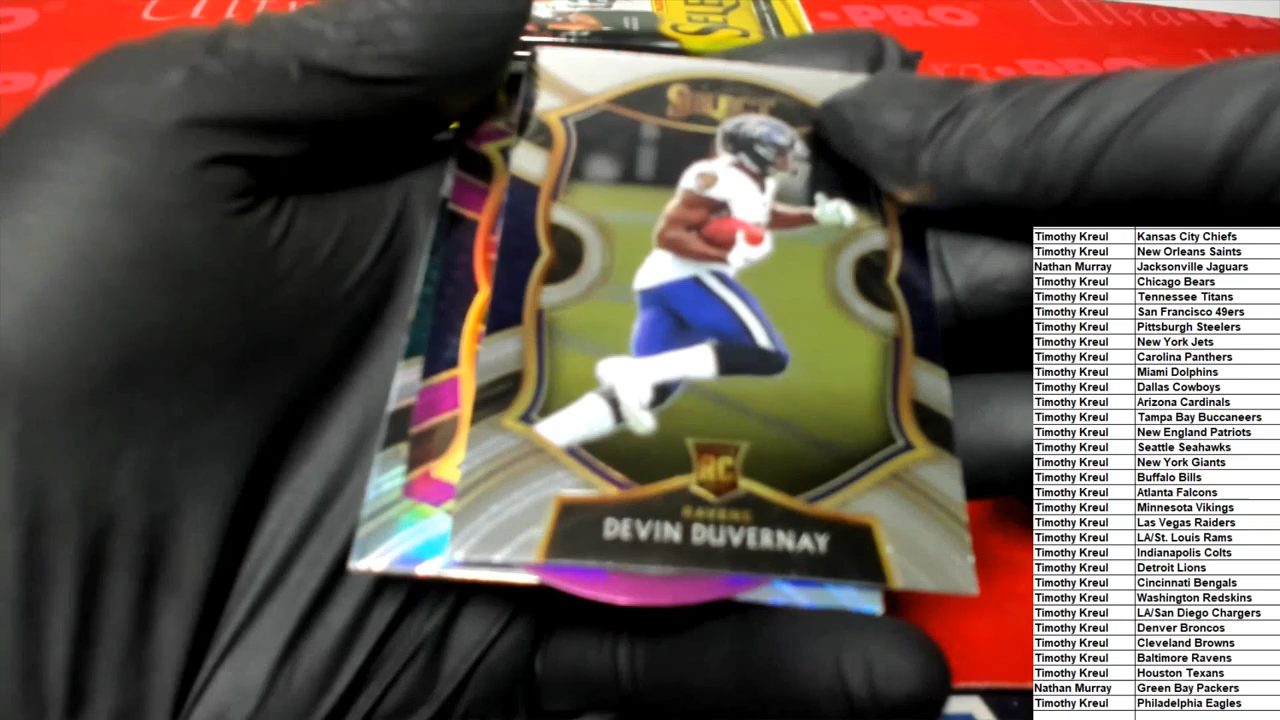 SELE
Ultra•PRO
SELECT
RC
RAVENS
DEVIN DUVERNAY
Timothy Kreul Kansas City Chiefs
Timothy Kreul New Orleans Saints
Nathan Murray Jacksonville Jaguars
Timothy Kreul Chicago Bears
Timothy Kreul Tennessee Titans
Timothy Kreul San Francisco 49ers
Timothy Kreul Pittsburgh Steelers
Timothy Kreul New York Jets
Timothy Kreul Carolina Panthers
Timothy Kreul Miami Dolphins
Timothy Kreul Dallas Cowboys
Timothy Kreul Arizona Cardinals
Timothy Kreul Tampa Bay Buccaneers
Timothy Kreul New England Patriots
Timothy Kreul Seattle Seahawks
Timothy Kreul New York Giants
Timothy Kreul Buffalo Bills
Timothy Kreul Atlanta Falcons
Timothy Kreul Minnesota Vikings
Timothy Kreul Las Vegas Raiders
Timothy Kreul LA/St. Louis Rams
Timothy Kreul Indianapolis Colts
Timothy Kreul Detroit Lions
Timothy Kreul Cincinnati Bengals
Timothy Kreul Washington Redskins
Timothy Kreul LA/San Diego Chargers
Timothy Kreul Denver Broncos
Timothy Kreul Cleveland Browns
Timothy Kreul Baltimore Ravens
Timothy Kreul Houston Texans
Nathan Murray Green Bay Packers
Timothy Kreul Philadelphia Eagles